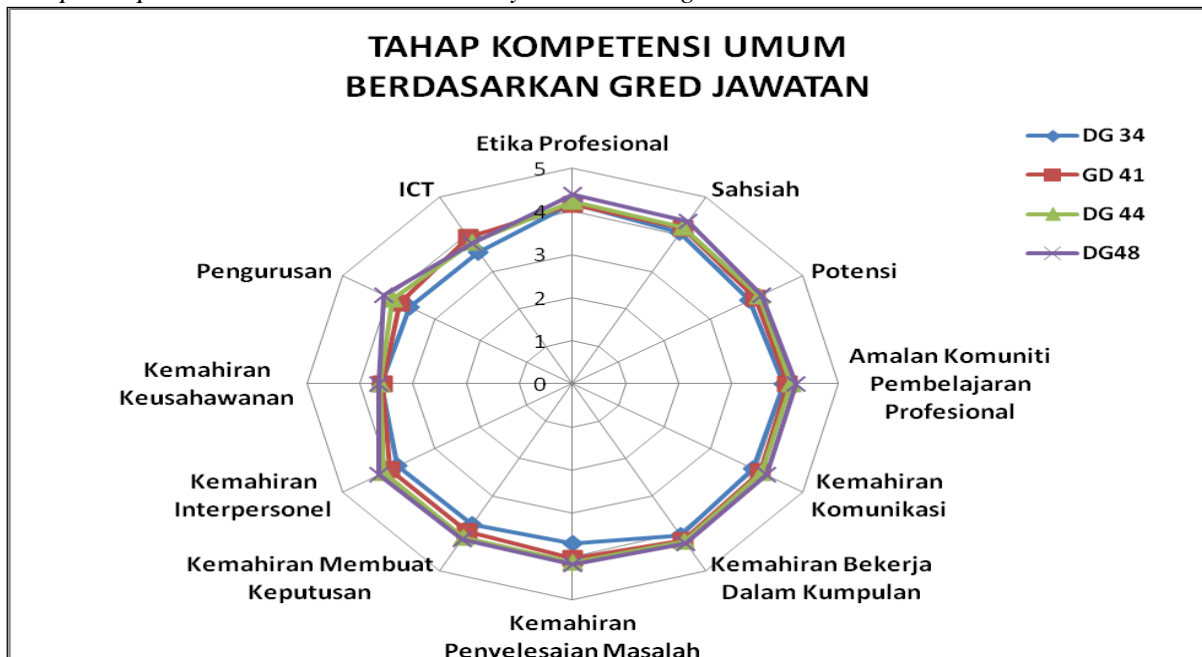 TAHAP KOMPETENSI UMUM
BERDASARKAN GRED JAWATAN
DG 34
GD 41
DG 44
DG48
Etika Profesional
Sahsiah
Potensi
Amalan Komuniti
Pembelajaran
Profesional
Kemahiran
Komunikasi
Kemahiran Bekerja
Dalam Kumpulan
Kemahiran
Penyelesaian Masalah
Kemahiran Membuat
Keputusan
Kemahiran
Interpersonel
Kemahiran
Keusahawanan
Pengurusan
ICT
5
4
3
2
1
0